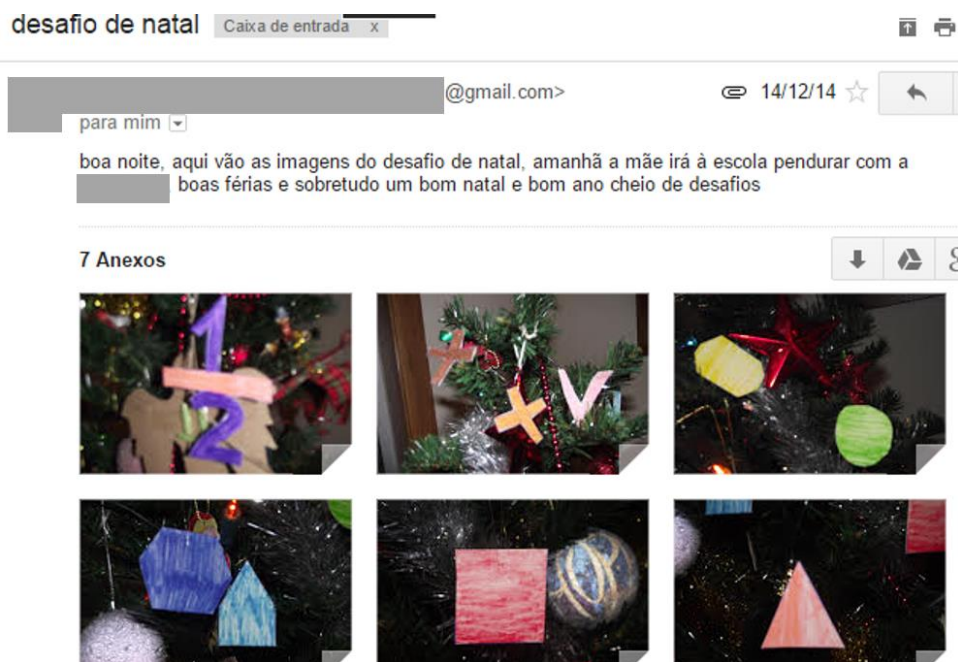 desafio de natal Caixa de entrada x
@gmail.com> 14/12/14
para mim
boa noite, aqui vão as imagens do desafio de natal, amanhã a mãe irá à escola pendurar com a
boas férias e sobretudo um bom natal e bom ano cheio de desafios
7 Anexos
1
2